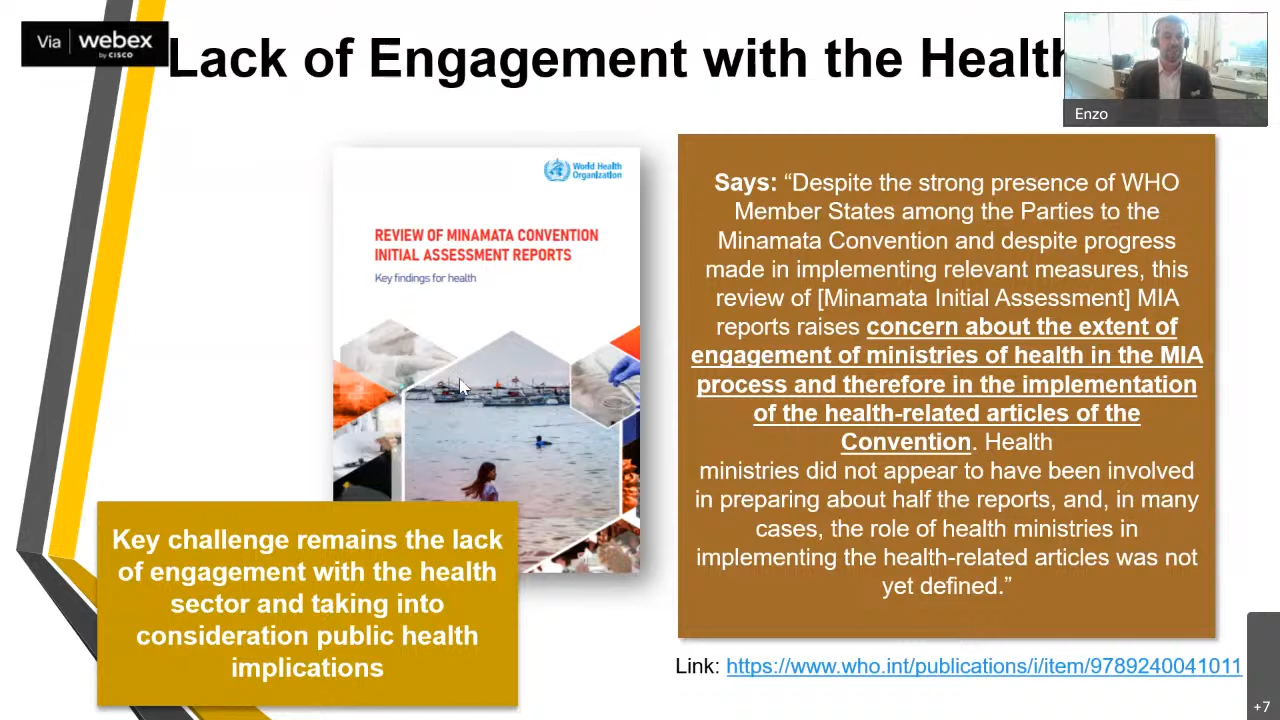 Via webex
by CISCO
Lack of Engagement with the Health
Enzo
World Health
Organization
REVIEW OF MINAMATA CONVENTION
INITIAL ASSESSMENT REPORTS
Key findings for health
Key challenge remains the lack
of engagement with the health
sector and taking into
consideration public health
implications
Says: “Despite the strong presence of WHO
Member States among the Parties to the
Minamata Convention and despite progress
made in implementing relevant measures, this
review of [Minamata Initial Assessment] MIA
reports raises concern about the extent of
engagement of ministries of health in the MIA
process and therefore in the implementation
of the health-related articles of the
Convention. Health
ministries did not appear to have been involved
in preparing about half the reports, and, in many
cases, the role of health ministries in
implementing the health-related articles was not
yet defined.”
Link: https://www.who.int/publications/i/item/9789240041011
+7